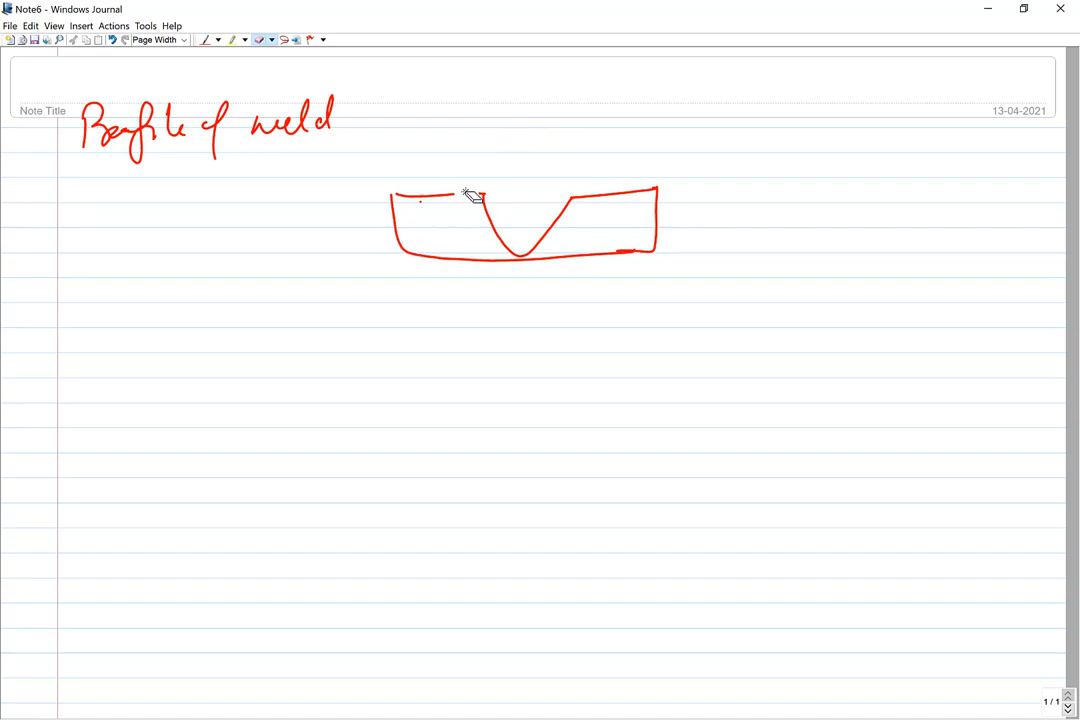 Note6 - Windows Journal
File Edit View Insert Actions Tools Help
Page Width
Note Title
13-04-2021
of weld
1 / 1